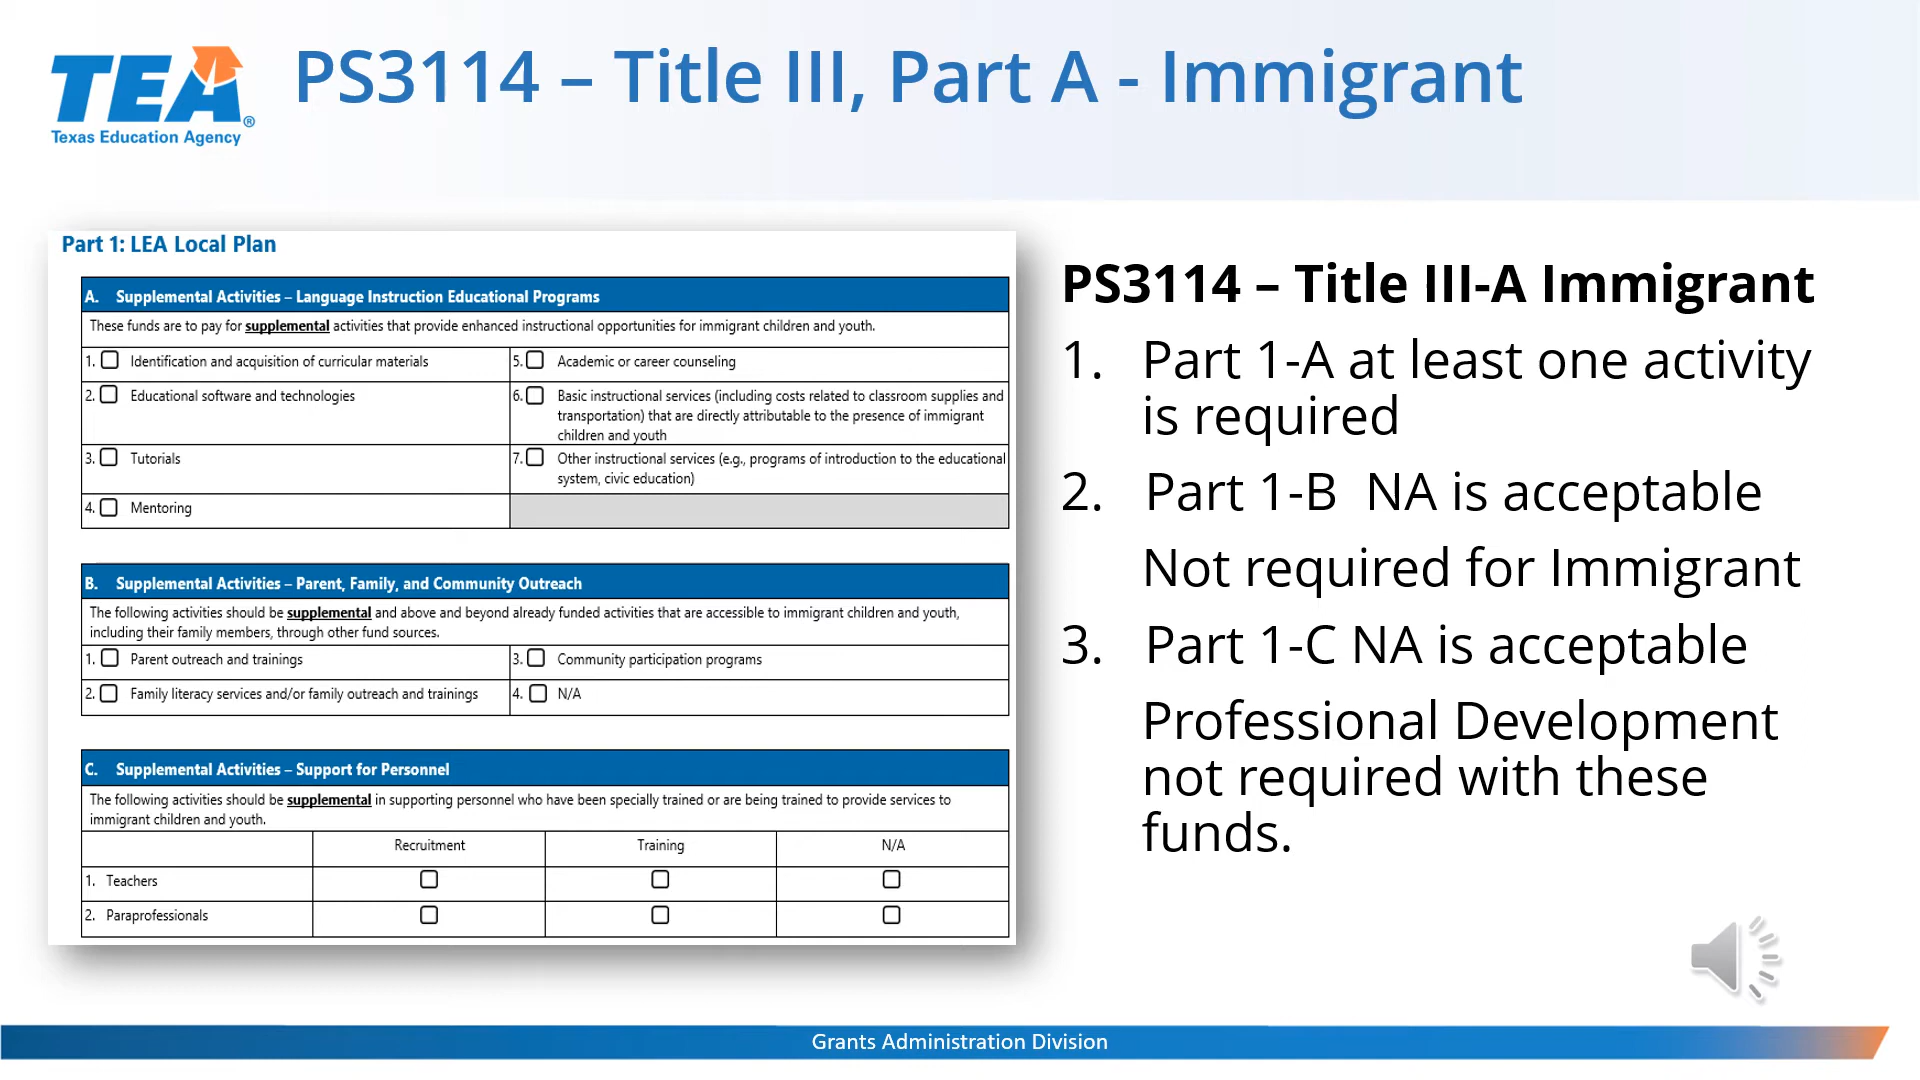 TEA®
Texas Education Agency
PS3114 – Title III, Part A - Immigrant
Part 1: LEA Local Plan
A. Supplemental Activities – Language Instruction Educational Programs
These funds are to pay for supplemental activities that provide enhanced instructional opportunities for immigrant children and youth.
1. Identification and acquisition of curricular materials
5. Academic or career counseling
2. Educational software and technologies
6. Basic instructional services (including costs related to classroom supplies and
transportation) that are directly attributable to the presence of immigrant
children and youth
3. Tutorials
7. Other instructional services (e.g., programs of introduction to the educational
system, civic education)
4. Mentoring
B. Supplemental Activities – Parent, Family, and Community Outreach
The following activities should be supplemental and above and beyond already funded activities that are accessible to immigrant children and youth,
including their family members, through other fund sources.
1. Parent outreach and trainings
3. Community participation programs
2. Family literacy services and/or family outreach and trainings
4. N/A
C. Supplemental Activities – Support for Personnel
The following activities should be supplemental in supporting personnel who have been specially trained or are being trained to provide services to
immigrant children and youth.
Recruitment Training N/A
1. Teachers
2. Paraprofessionals
PS3114 – Title III-A Immigrant
1. Part 1-A at least one activity
is required
2. Part 1-B NA is acceptable
Not required for Immigrant
3. Part 1-C NA is acceptable
Professional Development
not required with these
funds.
Grants Administration Division